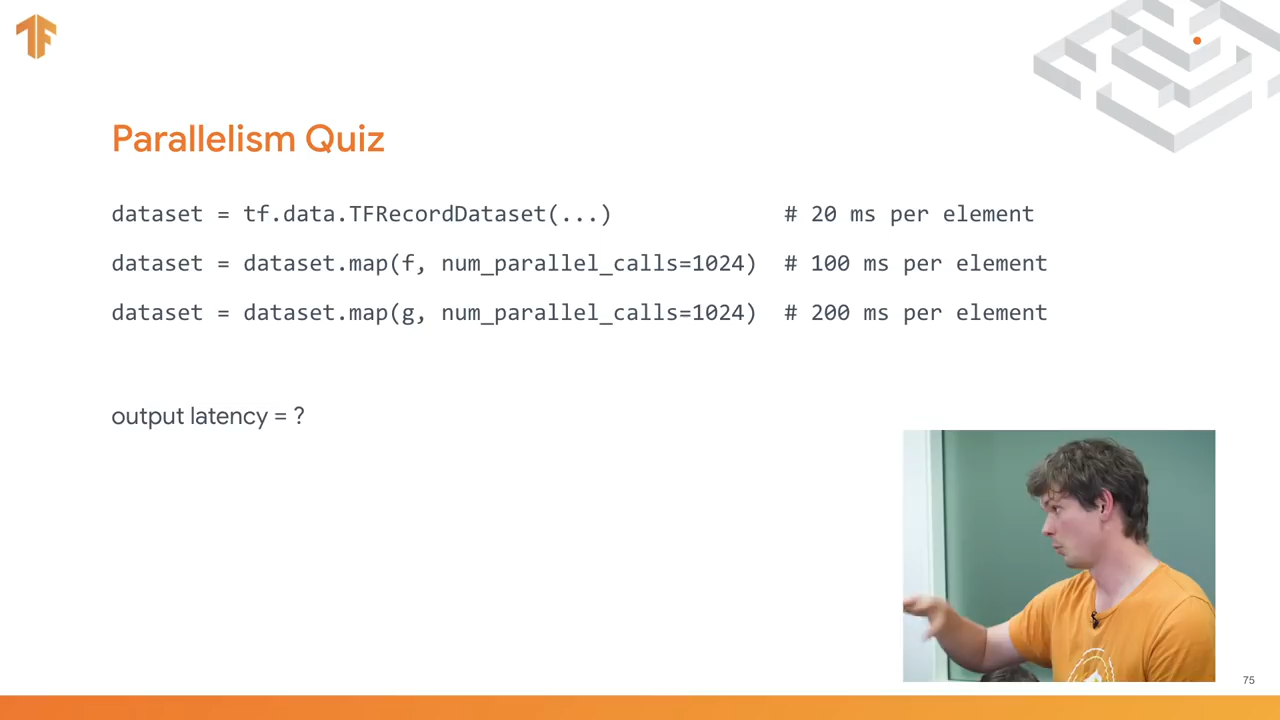 TF
Parallelism Quiz
dataset = tf.data.TFRecordDataset(...) # 20 ms per element
dataset = dataset.map(f, num_parallel_calls=1024) # 100 ms per element
dataset = dataset.map(g, num_parallel_calls=1024) # 200 ms per element
output latency = ?
75